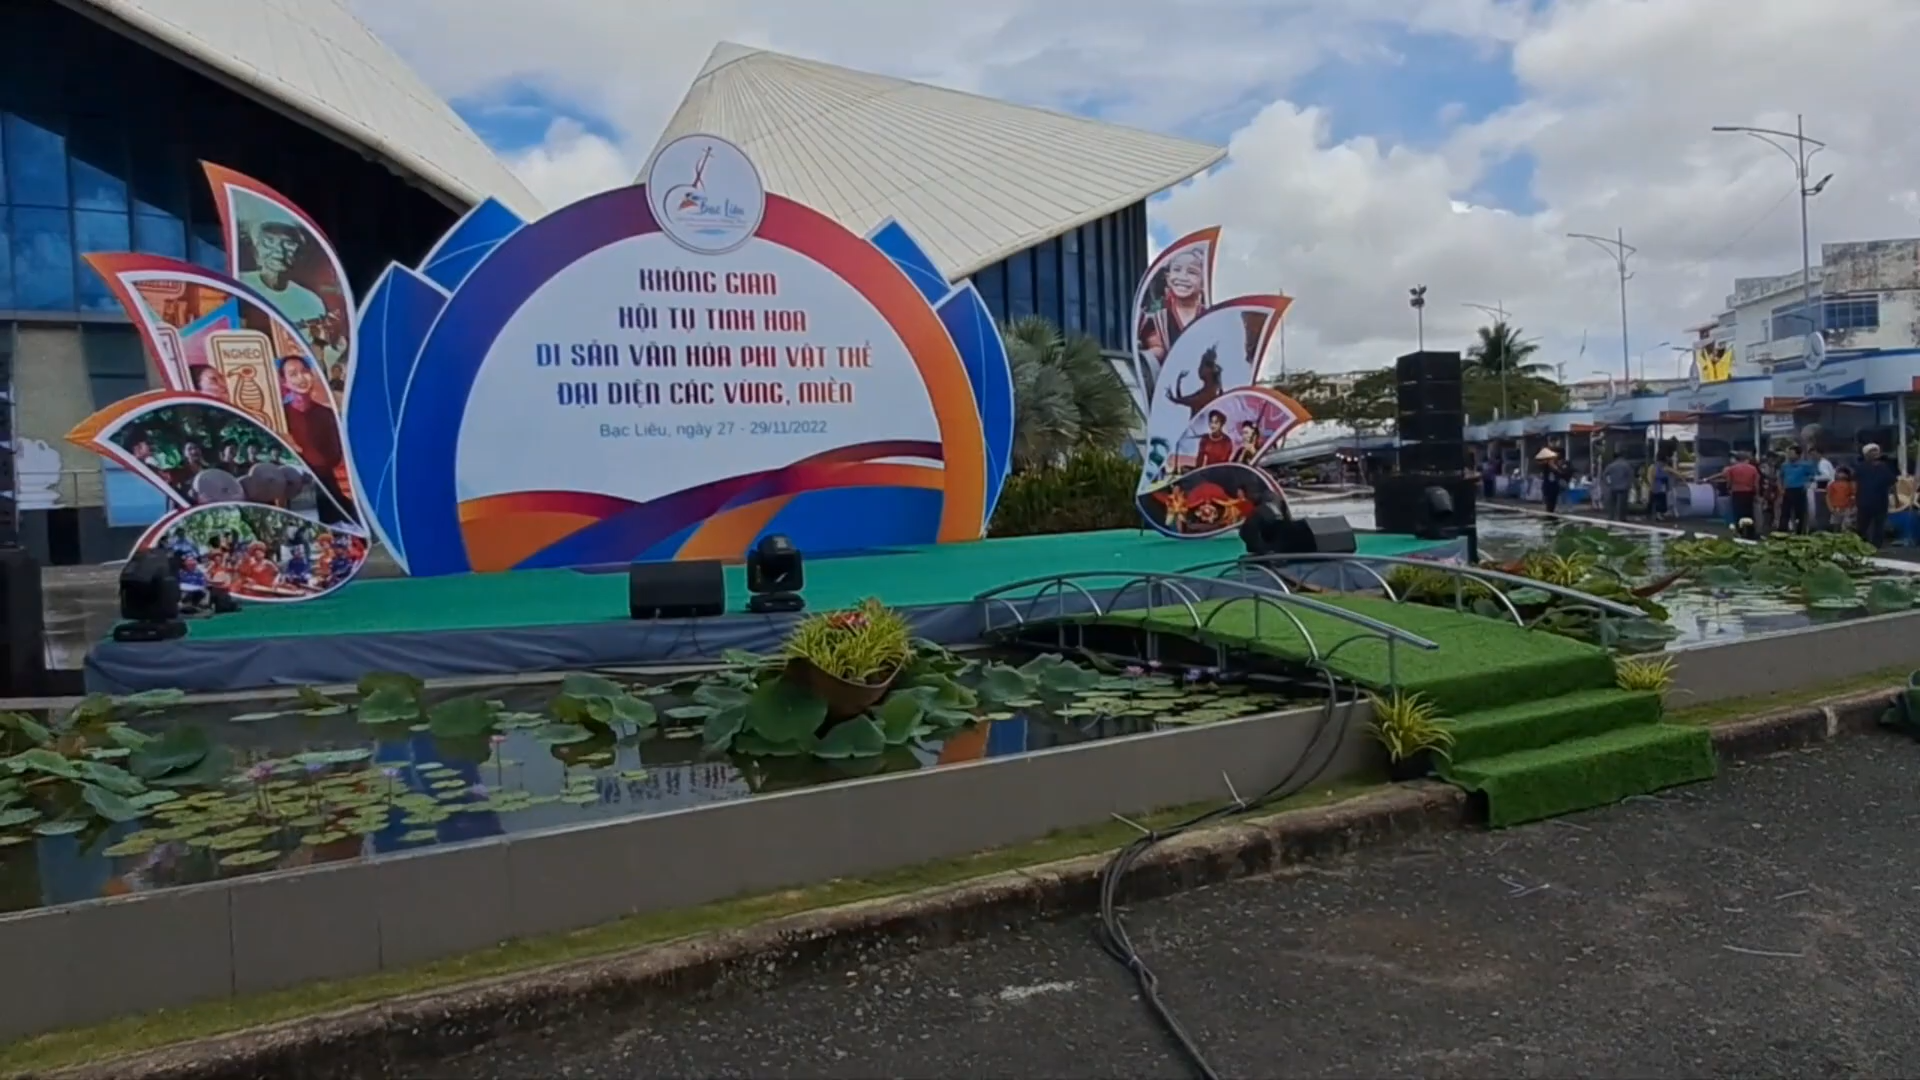 Bạc Liêu
KHÔNG GIAN
HỘI TỤ TINH HOA
DI SẢN VĂN HÓA PHI VẬT THỂ
ĐẠI DIỆN CÁC VÙNG, MIỀN
Bạc Liêu, ngày 27 - 29/11/2022
NGHÊO